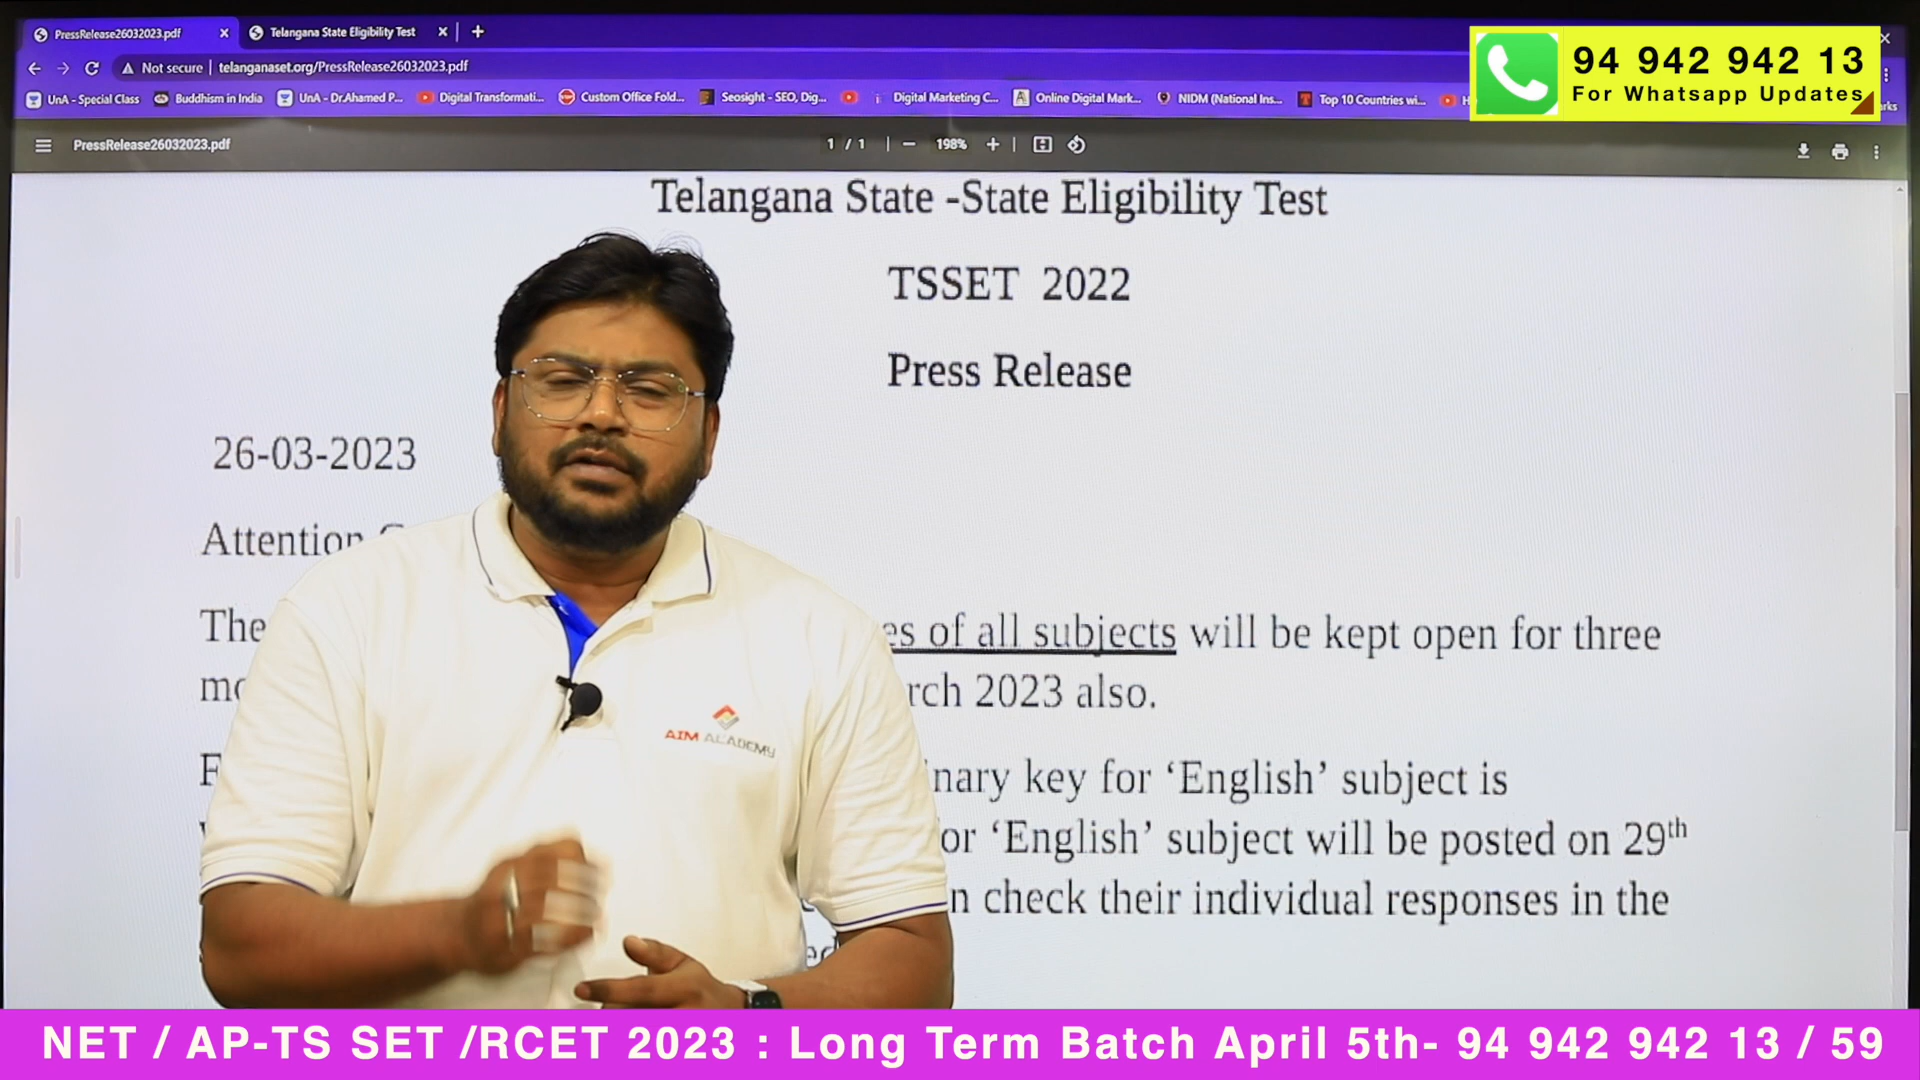 PressRelease26032023.pdf
Telangana State Eligibility Test
Not secure | telanganaset.org/PressRelease26032023.pdf
UnA - Special Class
Buddhism in India
UnA - Dr.Ahamed P...
Digital Transformati...
Custom Office Fold...
Seosight - SEO, Dig...
Digital Marketing C...
Online Digital Mark...
NIDM (National Ins...
Top 10 Countries wi...
94 942 942 13
For Whatsapp Updates
PressRelease26032023.pdf
1 / 1
198%
Telangana State -State Eligibility Test
TSSET 2022
Press Release
26-03-2023
Attention
The es of all subjects will be kept open for three
mo rch 2023 also.
F inary key for ‘English’ subject is
or ‘English’ subject will be posted on 29th
n check their individual responses in the
ed
AIM ACADEMY
NET / AP-TS SET /RCET 2023 : Long Term Batch April 5th- 94 942 942 13 / 59